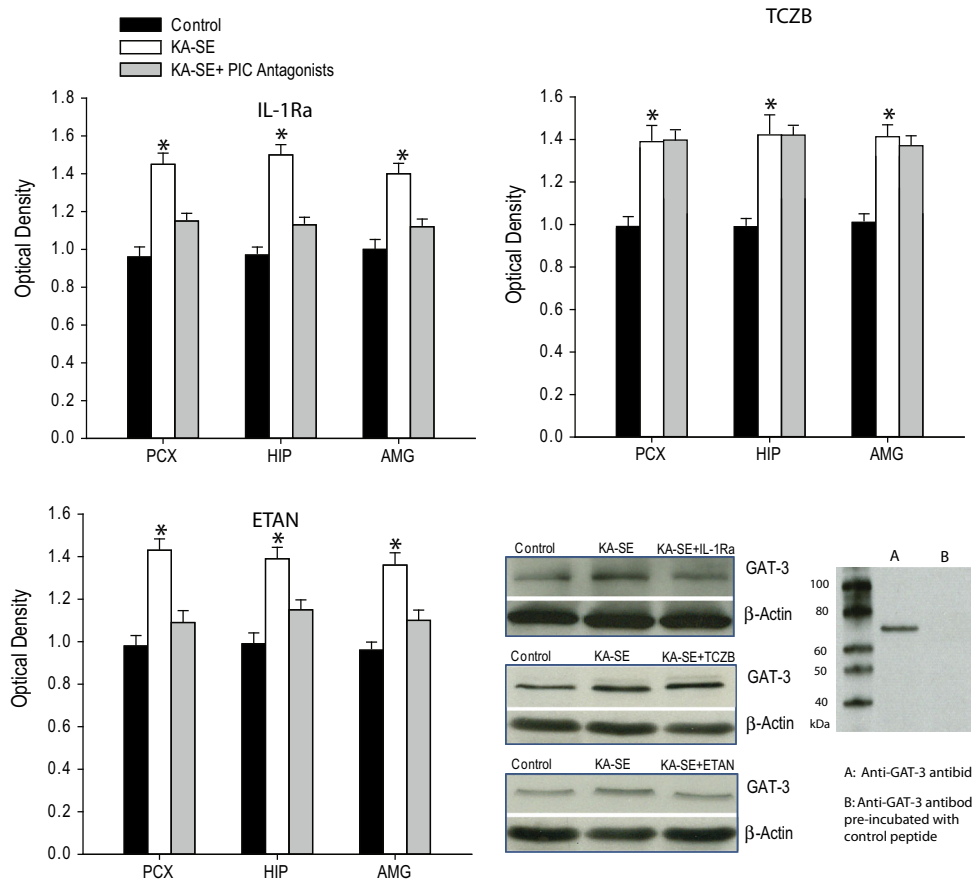 Control
KA-SE
KA-SE+ PIC Antagonists
IL-1Ra
*
*
*
Optical Density
1.8
1.6
1.4
1.2
1.0
0.8
0.6
0.4
0.2
0.0
PCX HIP AMG
TCZB
*
*
*
Optical Density
1.6
1.4
1.2
1.0
0.8
0.6
0.4
0.2
0.0
PCX HIP AMG
ETAN
*
*
*
Optical Density
1.6
1.4
1.2
1.0
0.8
0.6
0.4
0.2
0.0
PCX HIP AMG
Control KA-SE KA-SE+IL-1Ra
GAT-3
β-Actin
Control KA-SE KA-SE+TCZB
GAT-3
β-Actin
Control KA-SE KA-SE+ETAN
GAT-3
β-Actin
A B
100
80
60
50
40
kDa
A: Anti-GAT-3 antibid
B: Anti-GAT-3 antibod
pre-incubated with
control peptide